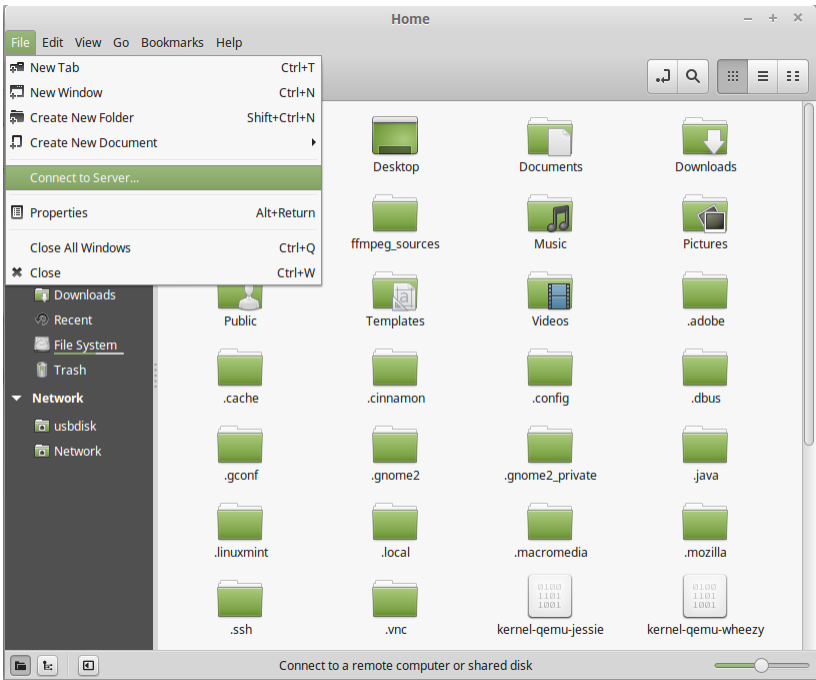 Home
File Edit View Go Bookmarks Help
New Tab Ctrl+T
New Window Ctrl+N
Create New Folder Shift+Ctrl+N
Create New Document
Connect to Server...
Properties Alt+Return
Close All Windows Ctrl+Q
Close Ctrl+W
Downloads
Recent
File System
Trash
Network
usbdisk
Network
Desktop Documents Downloads
ffmpeg_sources Music Pictures
Public Templates Videos .adobe
.cache .cinnamon .config .dbus
.gconf .gnome2 .gnome2_private .java
.linuxmint .local .macromedia .mozilla
0100 0100
1101 1101
1001 1001
.ssh .vnc kernel-qemu-jessie kernel-qemu-wheezy
Connect to a remote computer or shared disk